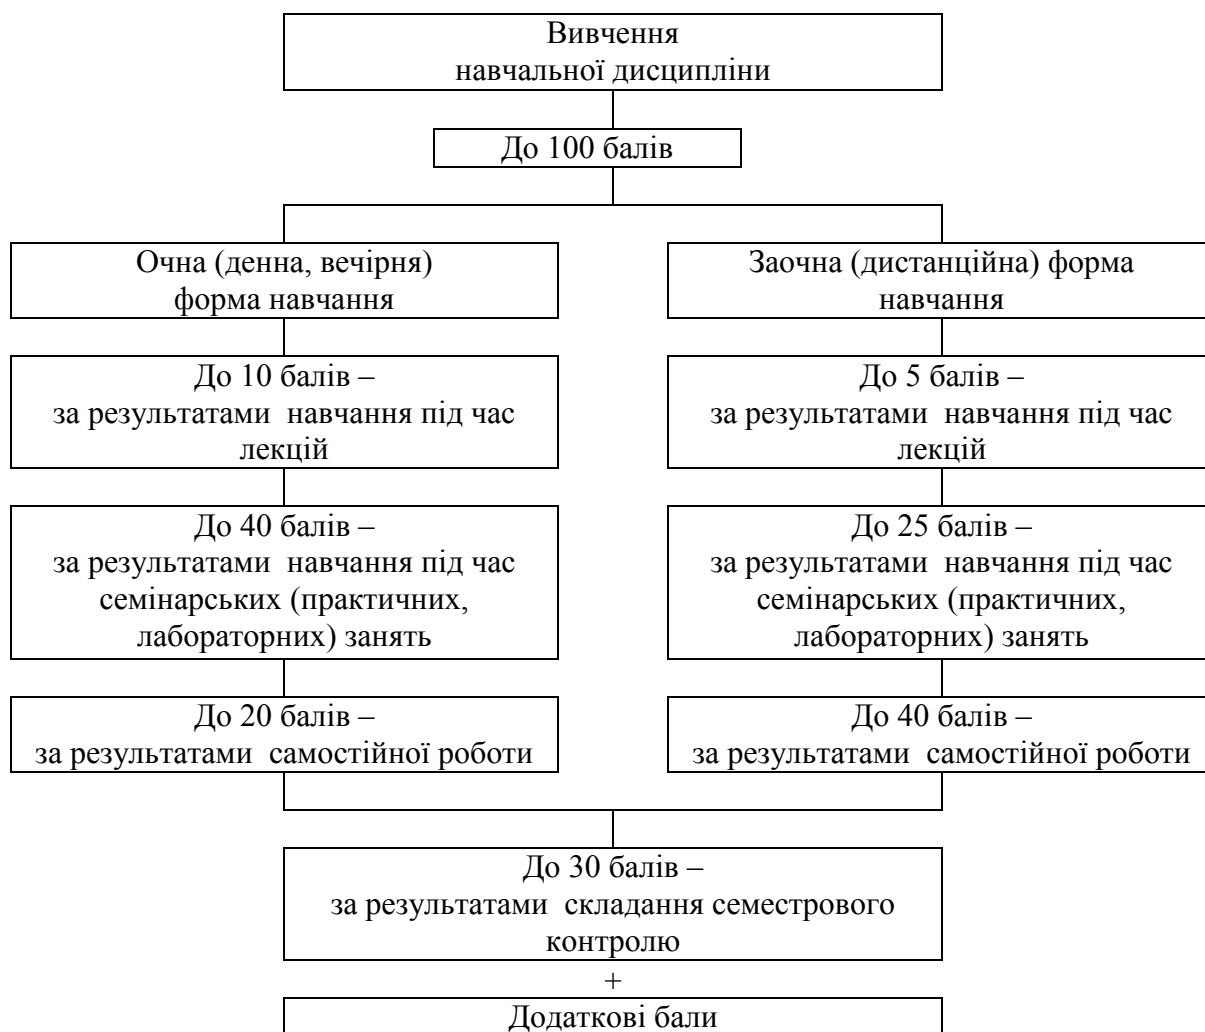 Вивчення
навчальної дисципліни
До 100 балів
Очна (денна, вечірня)
форма навчання
Заочна (дистанційна) форма
навчання
До 10 балів –
за результатами навчання під час
лекцій
До 5 балів –
за результатами навчання під час
лекцій
До 40 балів –
за результатами навчання під час
семінарських (практичних,
лабораторних) занять
До 25 балів –
за результатами навчання під час
семінарських (практичних,
лабораторних) занять
До 20 балів –
за результатами самостійної роботи
До 40 балів –
за результатами самостійної роботи
До 30 балів –
за результатами складання семестрового
контролю
+
Додаткові бали